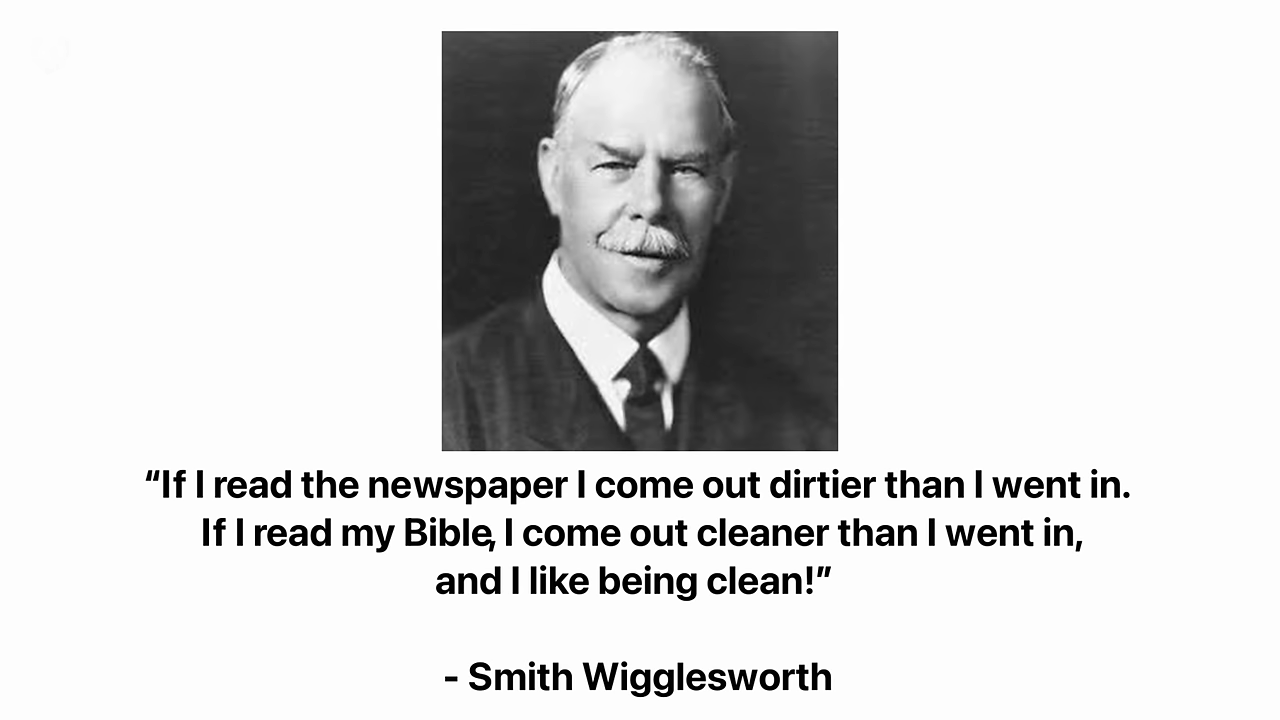 “If I read the newspaper I come out dirtier than I went in.
If I read my Bible, I come out cleaner than I went in,
and I like being clean!”
- Smith Wigglesworth